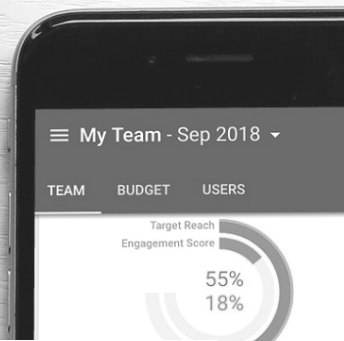 My Team - Sep 2018
TEAM BUDGET USERS
Target Reach
Engagement Score
55%
18%